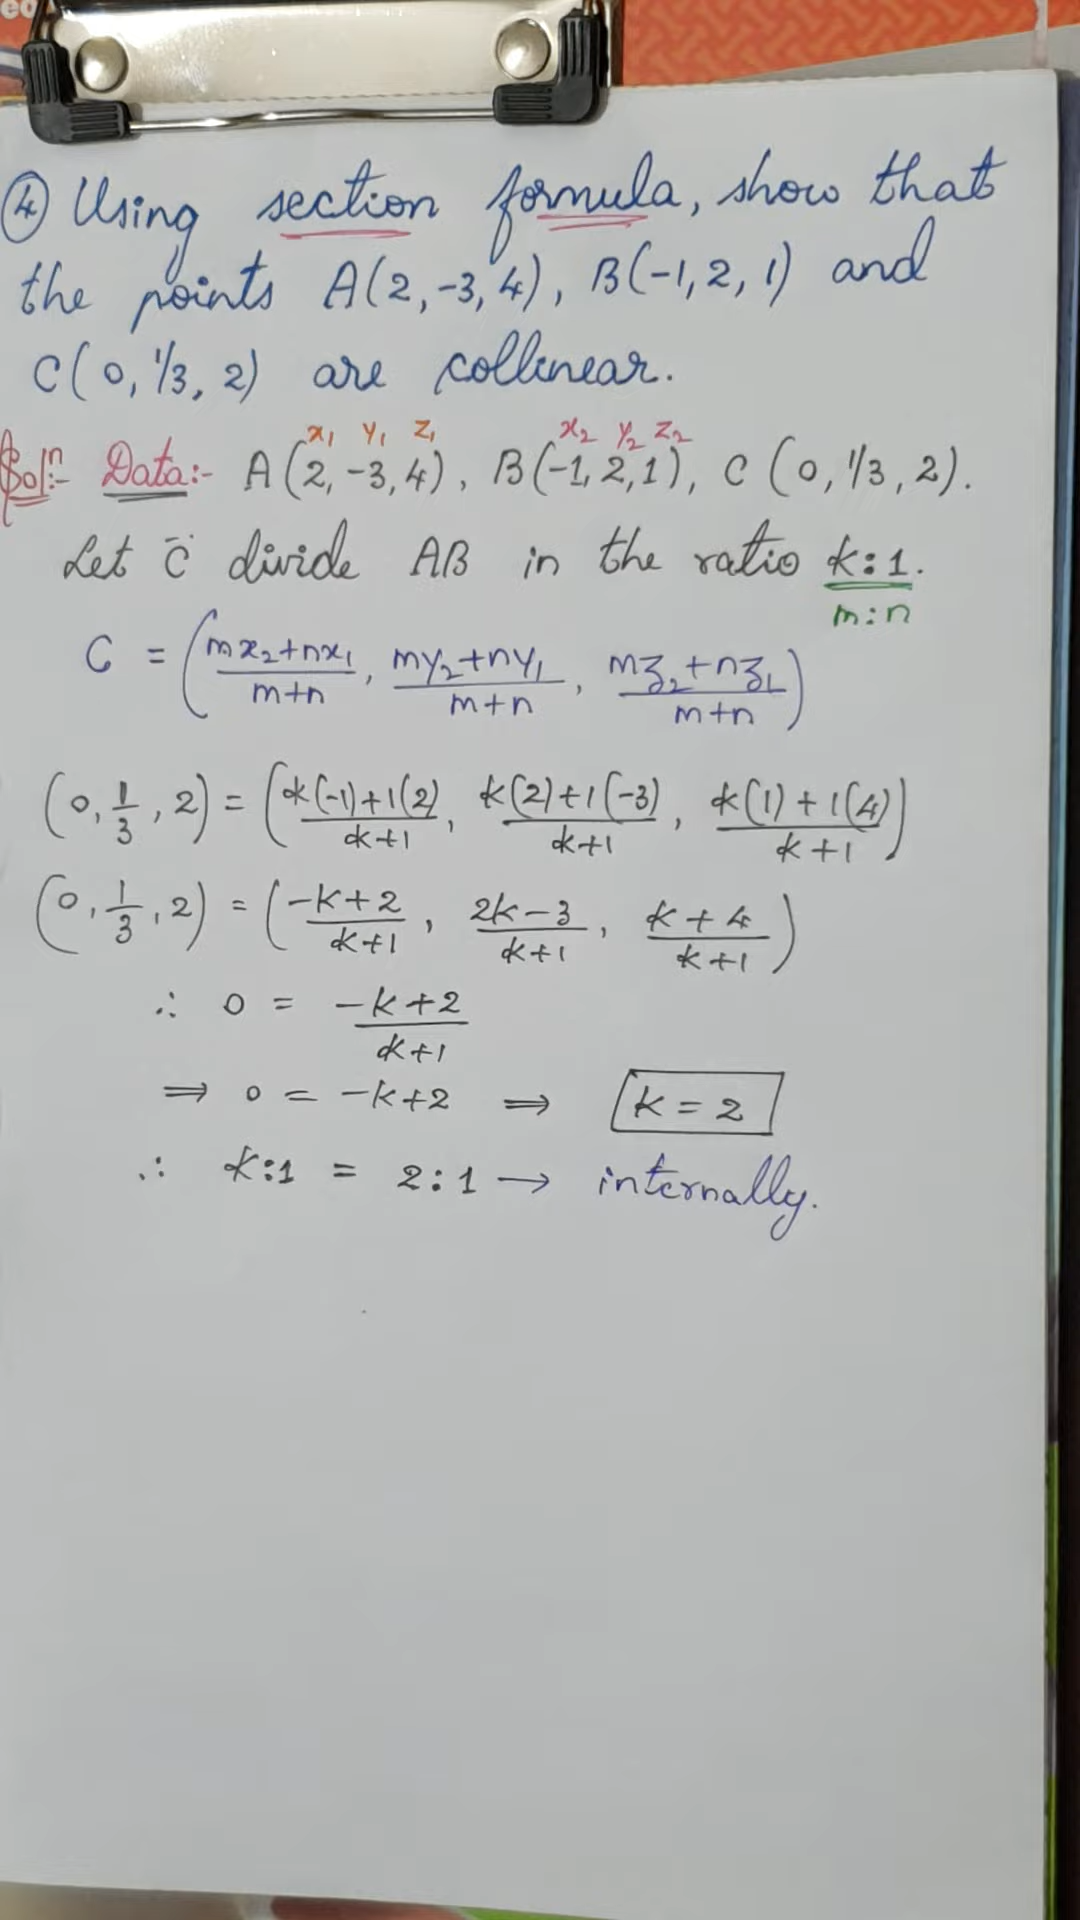 eo
④ Using section formula, show that
the points A(2, -3, 4), B(-1, 2, 1) and
C(0, 1/3, 2) are collinear.
x₁ y₁ z₁ x₂ y₂ z₂
Solⁿ:- Data:- A(2, -3, 4), B(-1, 2, 1), C(0, 1/3, 2).
Let 'C' divide AB in the ratio k:1.
m:n
C = ((mx₂+nx₁)/(m+n), (my₂+ny₁)/(m+n), (mz₂+nz₁)/(m+n))
(0, 1/3, 2) = ((k(-1)+1(2))/(k+1), (k(2)+1(-3))/(k+1), (k(1)+1(4))/(k+1))
(0, 1/3, 2) = ((-k+2)/(k+1), (2k-3)/(k+1), (k+4)/(k+1))
∴ 0 = (-k+2)/(k+1)
⇒ 0 = -k+2 ⇒ k = 2
∴ k:1 = 2:1 → internally.